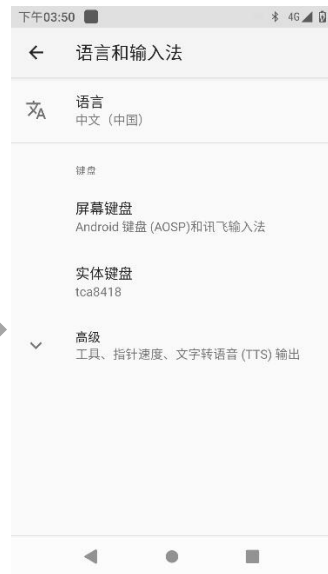 下午03:50
4G
语言和输入法
语言
中文（中国）
键盘
屏幕键盘
Android 键盘 (AOSP)和讯飞输入法
实体键盘
tca8418
高级
工具、指针速度、文字转语音 (TTS) 输出